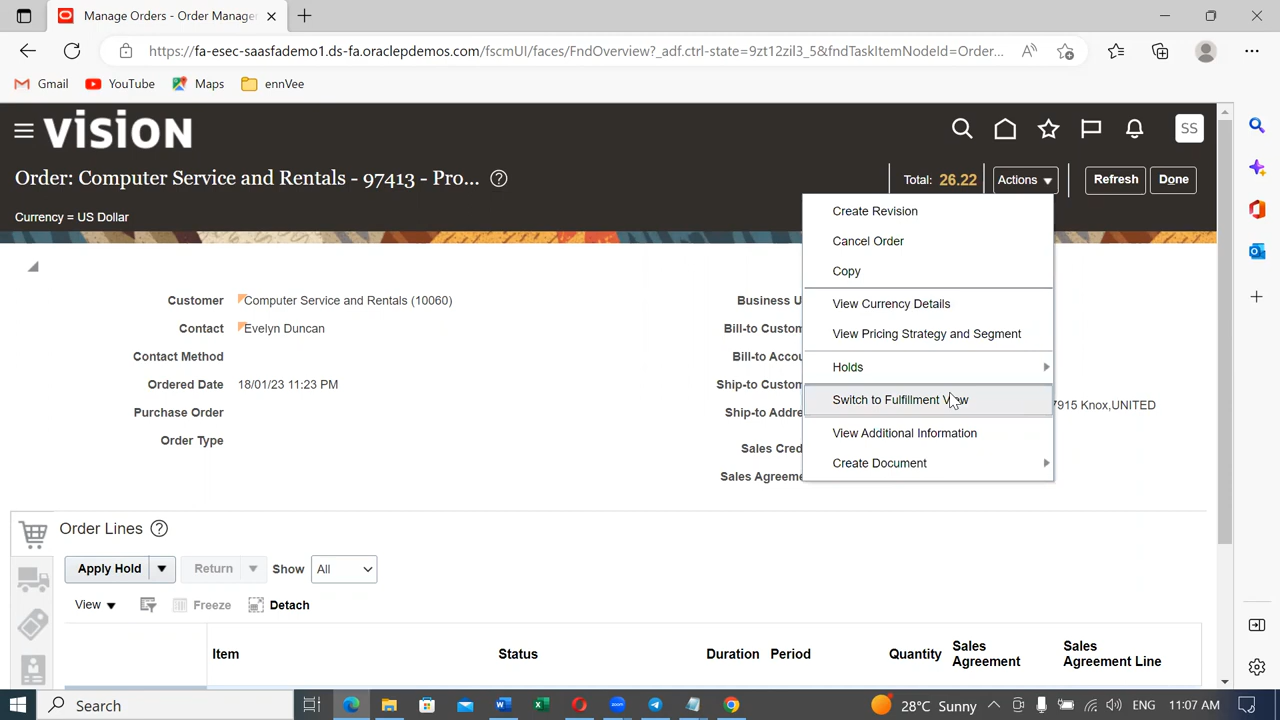 Manage Orders - Order Manage
https://fa-esec-saasfademo1.ds-fa.oraclepdemos.com/fscmUI/faces/FndOverview?_adf.ctrl-state=9zt12zil3_5&fndTaskItemNodeId=Order...
Gmail YouTube Maps ennVee
VISION
SS
Order: Computer Service and Rentals - 97413 - Pro...
Total: 26.22 Actions Refresh Done
Currency = US Dollar
Create Revision
Cancel Order
Copy
View Currency Details
View Pricing Strategy and Segment
Holds
Switch to Fulfillment View
View Additional Information
Create Document
Customer Computer Service and Rentals (10060)
Contact Evelyn Duncan
Contact Method
Ordered Date 18/01/23 11:23 PM
Purchase Order
Order Type
Business U
Bill-to Custom
Bill-to Accou
Ship-to Custom
Ship-to Addre 7915 Knox,UNITED
Sales Cred
Sales Agreeme
Order Lines
Apply Hold Return Show All
View Freeze Detach
Item Status Duration Period Quantity Sales Agreement Sales Agreement Line
Search
28°C Sunny ENG 11:07 AM